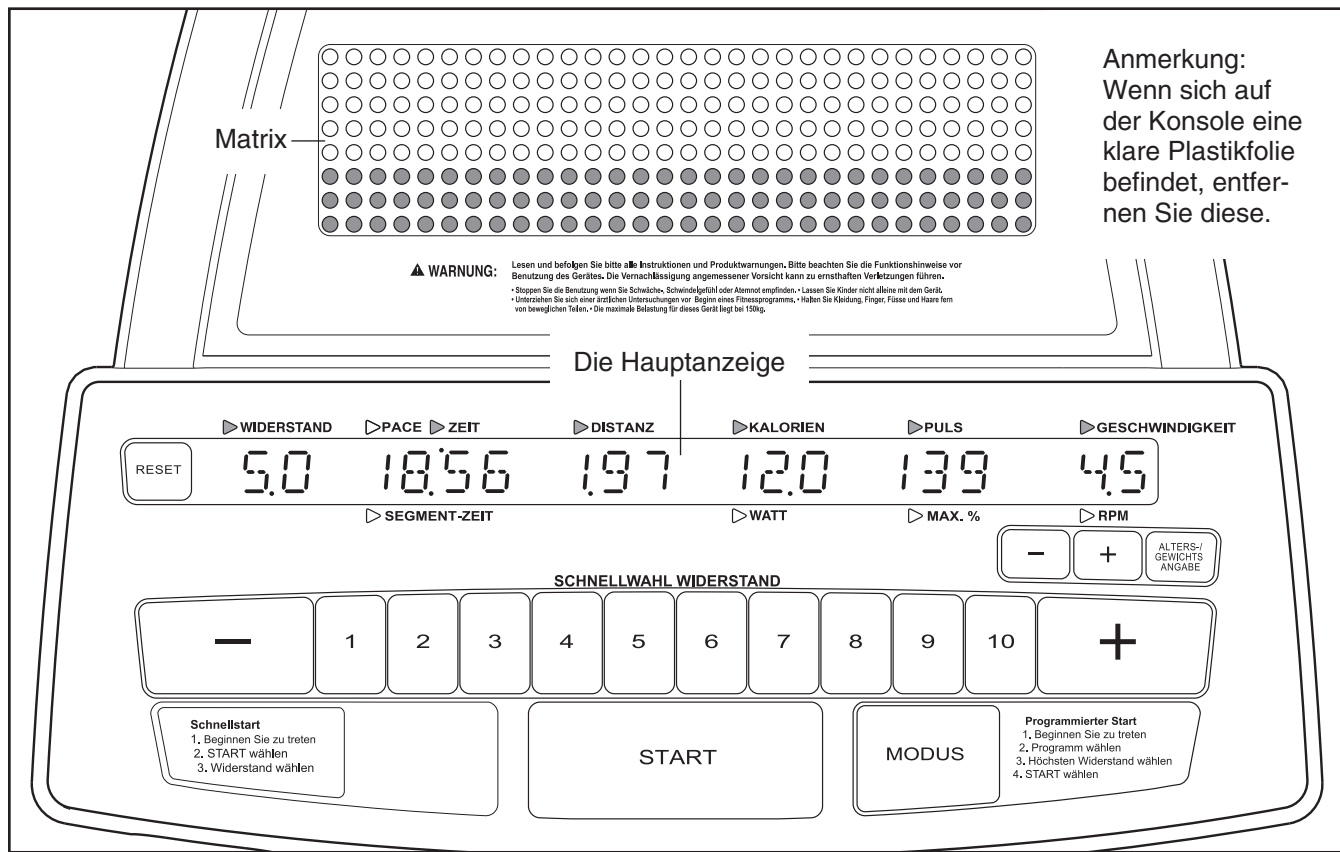 Anmerkung:
Wenn sich auf
der Konsole eine
klare Plastikfolie
befindet, entfer-
nen Sie diese.
Matrix
WARNUNG:
Lesen und befolgen Sie bitte alle Instruktionen und Produktwarnungen. Bitte beachten Sie die Funktionshinweise vor
Benutzung des Gerätes. Die Vernachlässigung angemessener Vorsicht kann zu ernsthaften Verletzungen führen.
• Stoppen Sie die Benutzung wenn Sie Schwäche-, Schwindelgefühl oder Atemnot empfinden. • Lassen Sie Kinder nicht alleine mit dem Gerät.
• Unterziehen Sie sich einer ärztlichen Untersuchungen vor Beginn eines Fitnessprogramms. • Halten Sie Kleidung, Finger, Füsse und Haare fern
von beweglichen Teilen. • Die maximale Belastung für dieses Gerät liegt bei 150kg.
Die Hauptanzeige
WIDERSTAND PACE ZEIT DISTANZ KALORIEN PULS GESCHWINDIGKEIT
RESET 5.0 18:56 1.97 12.0 139 4.5
SEGMENT-ZEIT WATT MAX. % RPM
− + ALTERS-/
GEWICHTS
ANGABE
SCHNELLWAHL WIDERSTAND
− 1 2 3 4 5 6 7 8 9 10 +
Schnellstart
1. Beginnen Sie zu treten
2. START wählen
3. Widerstand wählen
START
MODUS
Programmierter Start
1. Beginnen Sie zu treten
2. Programm wählen
3. Höchsten Widerstand wählen
4. START wählen